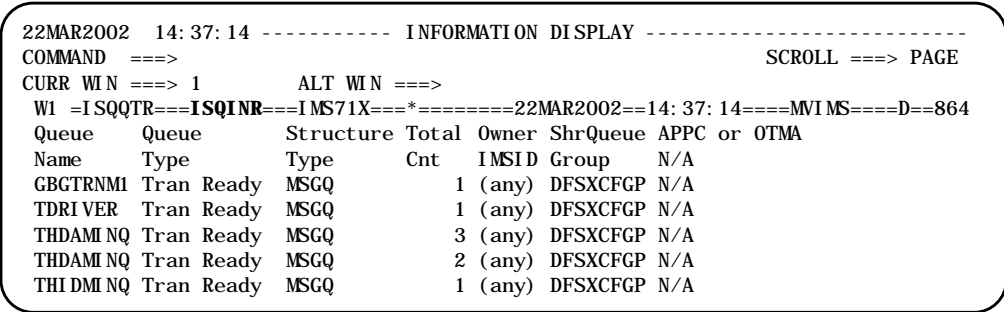 22MAR2002  14:37:14 ----------- INFORMATION DISPLAY ---------------------------
COMMAND  ===>                                                 SCROLL ===> PAGE
CURR WIN ===> 1        ALT WIN ===>
W1 =ISQQTR===ISQINR===IMS71X===*========22MAR2002==14:37:14====MVIMS====D==864
Queue    Queue      Structure Total Owner ShrQueue APPC or OTMA
Name     Type       Type      Cnt   IMSID Group    N/A
GBGTRNM1 Tran Ready MSGQ          1 (any) DFSXCFGP N/A
TDRIVER  Tran Ready MSGQ          1 (any) DFSXCFGP N/A
THDAMINQ Tran Ready MSGQ          3 (any) DFSXCFGP N/A
THDAMINQ Tran Ready MSGQ          2 (any) DFSXCFGP N/A
THIDMINQ Tran Ready MSGQ          1 (any) DFSXCFGP N/A